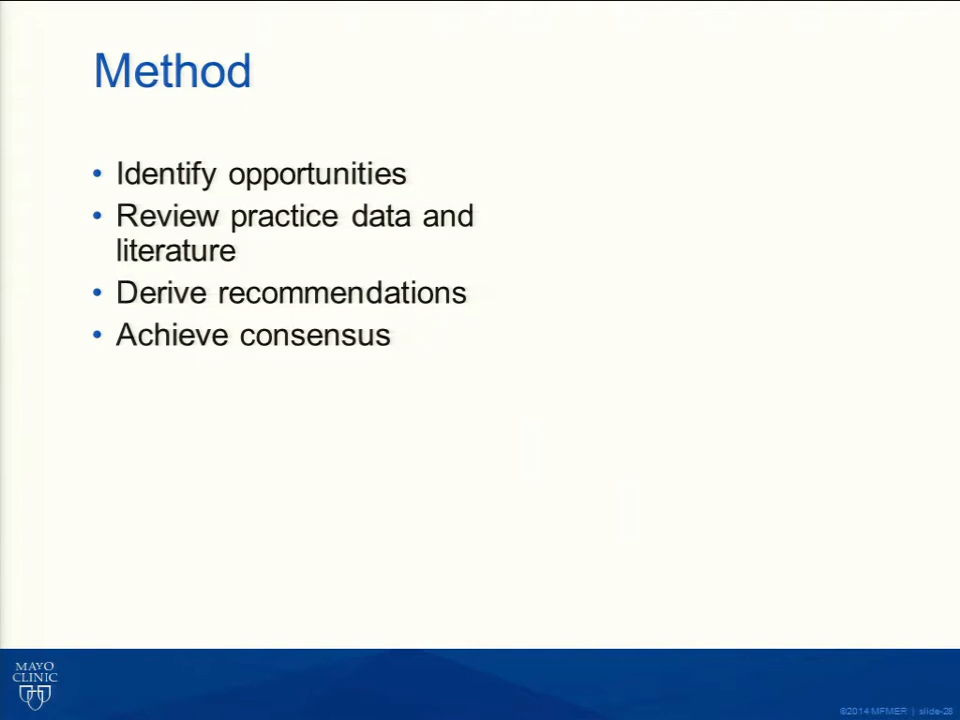 Method
• Identify opportunities
• Review practice data and
literature
• Derive recommendations
• Achieve consensus
MAYO
CLINIC
©2014 MFMER | slide-28